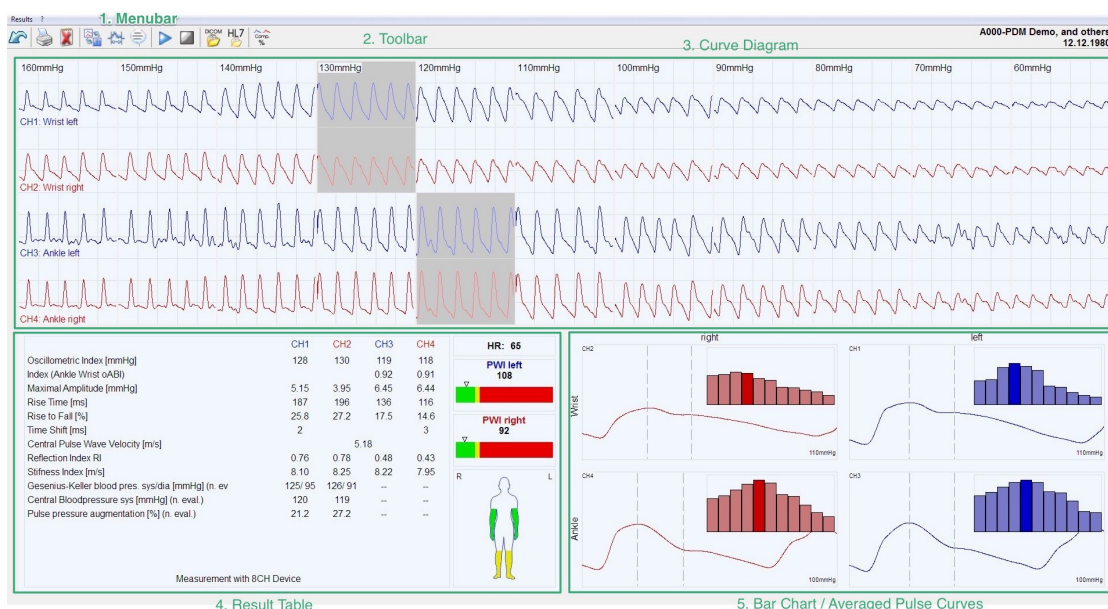 1. Menubar
Results ?
DICOM HL7 Comp. %
2. Toolbar
3. Curve Diagram
A000-PDM Demo, and others
12.12.1980
160mmHg 150mmHg 140mmHg 130mmHg 120mmHg 110mmHg 100mmHg 90mmHg 80mmHg 70mmHg 60mmHg
CH1: Wrist left
CH2: Wrist right
CH3: Ankle left
CH4: Ankle right
CH1 CH2 CH3 CH4
Oscillometric Index [mmHg] 128 130 119 118
Index (Ankle Wrist oABI) 0.92 0.91
Maximal Amplitude [mmHg] 5.15 3.95 6.45 6.44
Rise Time [ms] 187 196 136 116
Rise to Fall [%] 25.8 27.2 17.5 14.6
Time Shift [ms] 2 3
Central Pulse Wave Velocity [m/s] 5.18
Reflection Index RI 0.76 0.78 0.48 0.43
Stifness Index [m/s] 8.10 8.25 8.22 7.95
Gesenius-Keller blood pres. sys/dia [mmHg] (n. ev 125/ 95 126/ 91 -- --
Central Bloodpressure sys [mmHg] (n. eval.) 120 119 -- --
Pulse pressure augmentation [%] (n. eval.) 21.2 27.2 -- --
Measurement with 8CH Device
HR: 65
PWI left
108
PWI right
92
R L
right left
Wrist
CH2
110mmHg
CH1
110mmHg
Ankle
CH4
100mmHg
CH3
100mmHg
4. Result Table
5. Bar Chart / Averaged Pulse Curves